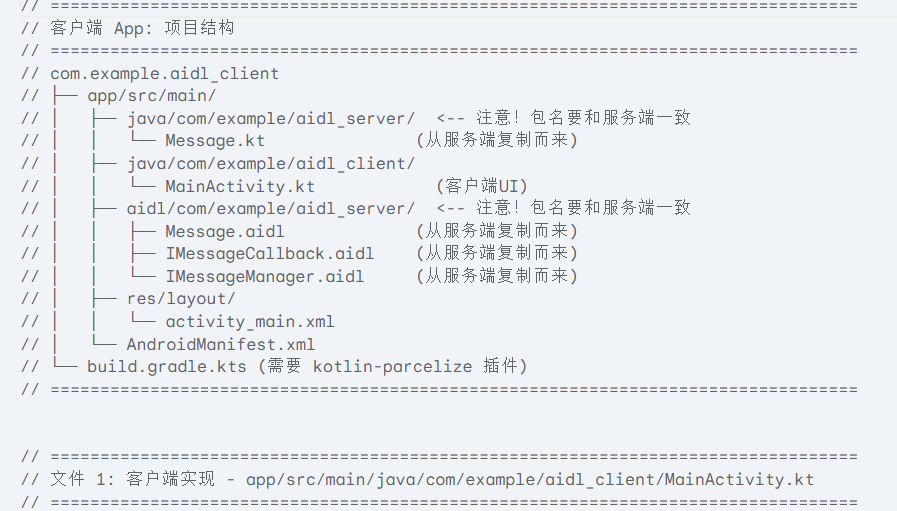 // =================================================================================
// 客户端 App: 项目结构
// =================================================================================
// com.example.aidl_client
// ├── app/src/main/
// │   ├── java/com/example/aidl_server/  <-- 注意! 包名要和服务端一致
// │   │   └── Message.kt               (从服务端复制而来)
// │   ├── java/com/example/aidl_client/
// │   │   └── MainActivity.kt            (客户端UI)
// │   ├── aidl/com/example/aidl_server/  <-- 注意! 包名要和服务端一致
// │   │   ├── Message.aidl             (从服务端复制而来)
// │   │   ├── IMessageCallback.aidl    (从服务端复制而来)
// │   │   └── IMessageManager.aidl     (从服务端复制而来)
// │   ├── res/layout/
// │   │   └── activity_main.xml
// │   └── AndroidManifest.xml
// └── build.gradle.kts (需要 kotlin-parcelize 插件)
// =================================================================================
// =================================================================================
// 文件 1: 客户端实现 - app/src/main/java/com/example/aidl_client/MainActivity.kt
// =================================================================================